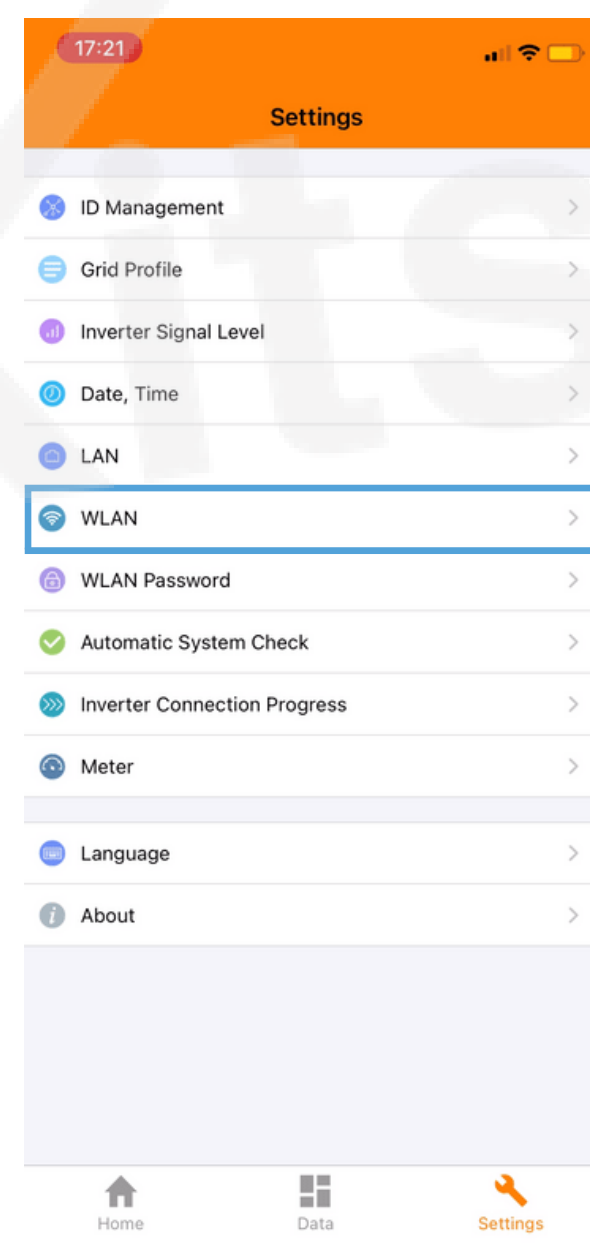 17:21
Settings
ID Management
Grid Profile
Inverter Signal Level
Date, Time
LAN
WLAN
WLAN Password
Automatic System Check
Inverter Connection Progress
Meter
Language
About
Home
Data
Settings
kits